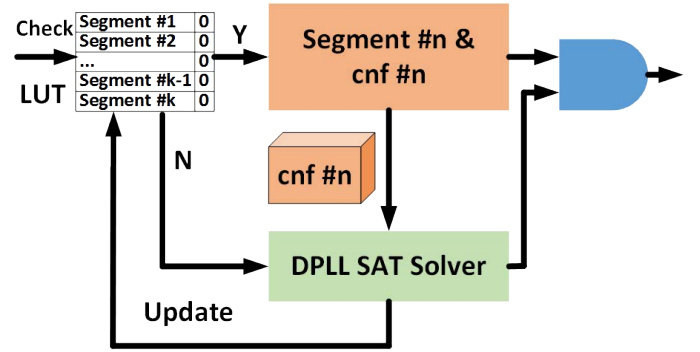 Check
LUT
Segment #1 0
Segment #2 0
... 0
Segment #k-1 0
Segment #k 0
Y
N
Segment #n &
cnf #n
cnf #n
DPLL SAT Solver
Update